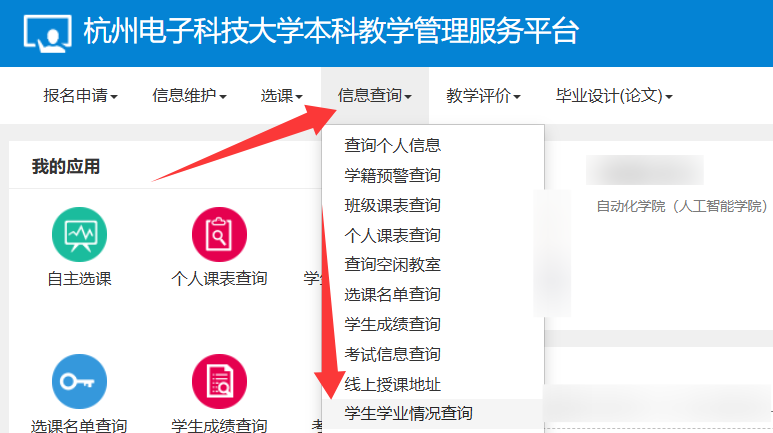 杭州电子科技大学本科教学管理服务平台
报名申请 信息维护 选课 信息查询 教学评价 毕业设计(论文)
我的应用
自主选课
个人课表查询
选课名单查询
学生成绩查询
查询个人信息
学籍预警查询
班级课表查询
个人课表查询
查询空闲教室
选课名单查询
学生成绩查询
考试信息查询
线上授课地址
学生学业情况查询
自动化学院（人工智能学院）